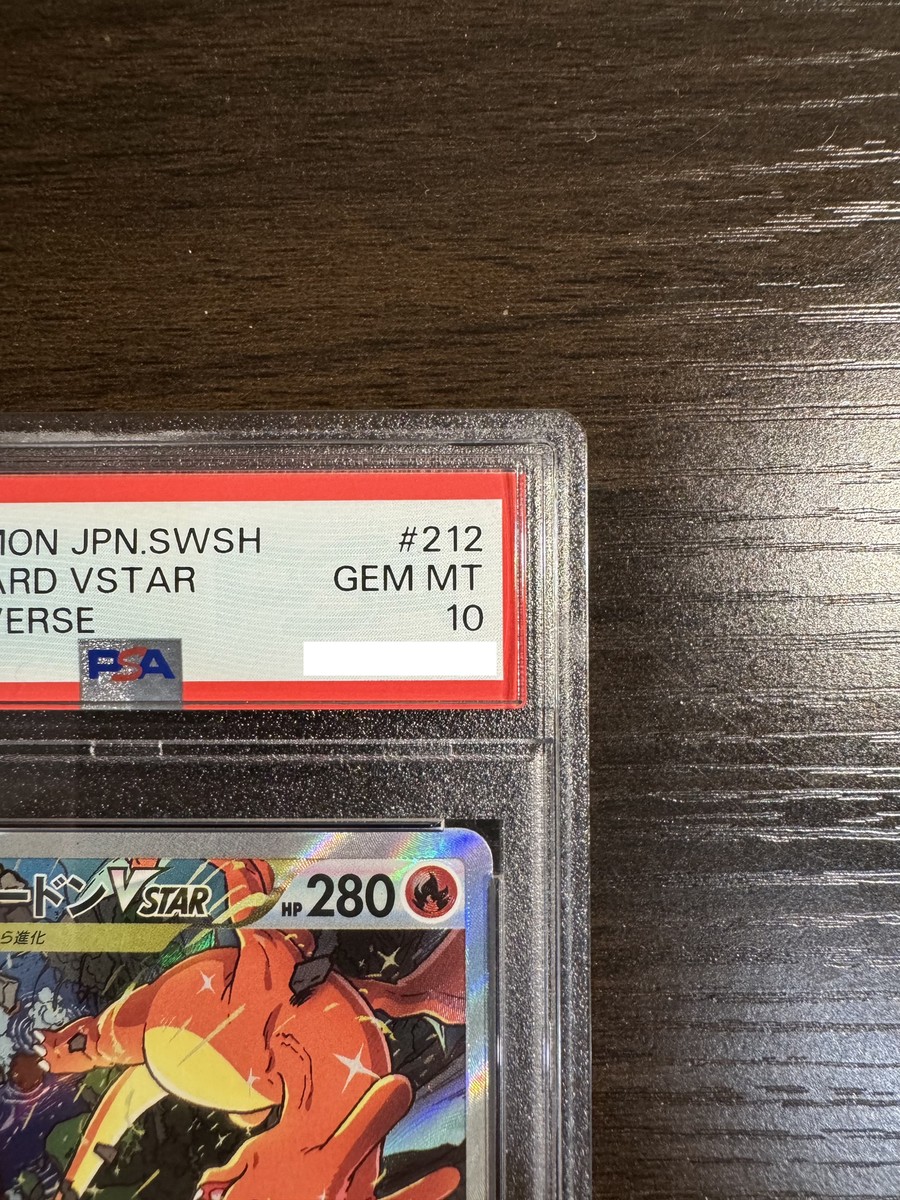 MON JPN.SWSH #212
ARD VSTAR GEM MT
VERSE 10
PSA
ードンVSTAR HP 280
ら進化